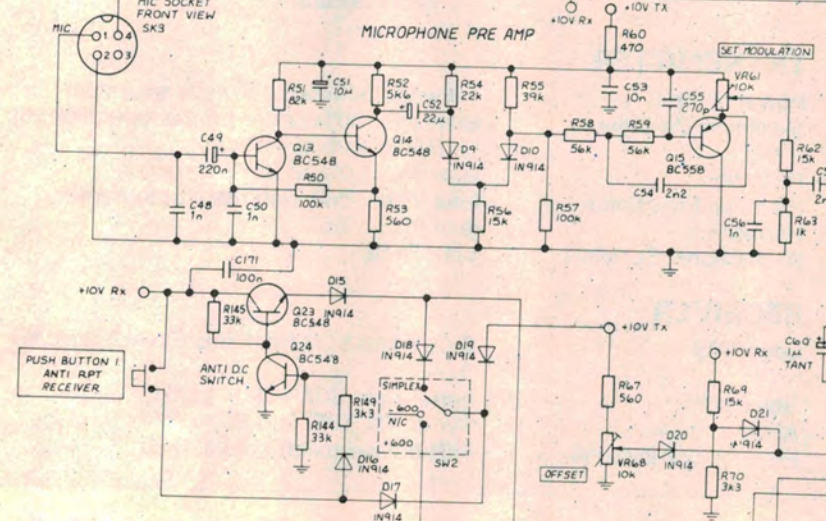 MIC SOCKET
FRONT VIEW
SK3
MIC
1
4
2
3
MICROPHONE PRE AMP
+10V Rx
+10V TX
R60
470
SET MODULATION
R51
82k
C51
10µ
R52
5k6
C52
22µ
R54
22k
R55
39k
C53
10n
C55
270p
VR61
10k
C49
220n
Q13
BC548
Q14
BC548
D9
IN914
D10
IN914
R58
56k
R59
56k
Q15
BC558
R62
15k
R50
100k
C54
2n2
C48
1n
C50
1n
R53
560
R56
15k
R57
100k
C56
1n
R63
1k
C171
100n
+10V Rx
D15
IN914
R145
33k
Q23
BC548
Q24
BC548
D18
IN914
D19
IN914
+10V TX
C60
1µ
TANT
PUSH BUTTON 1
ANTI RPT
RECEIVER
ANTI DC
SWITCH
SIMPLEX
-600
N/C
+600
SW2
R149
3k3
R144
33k
D16
IN914
D17
IN914
R67
560
+10V Rx
R69
15k
D21
OFFSET
VR68
10k
D20
IN914
R70
3k3